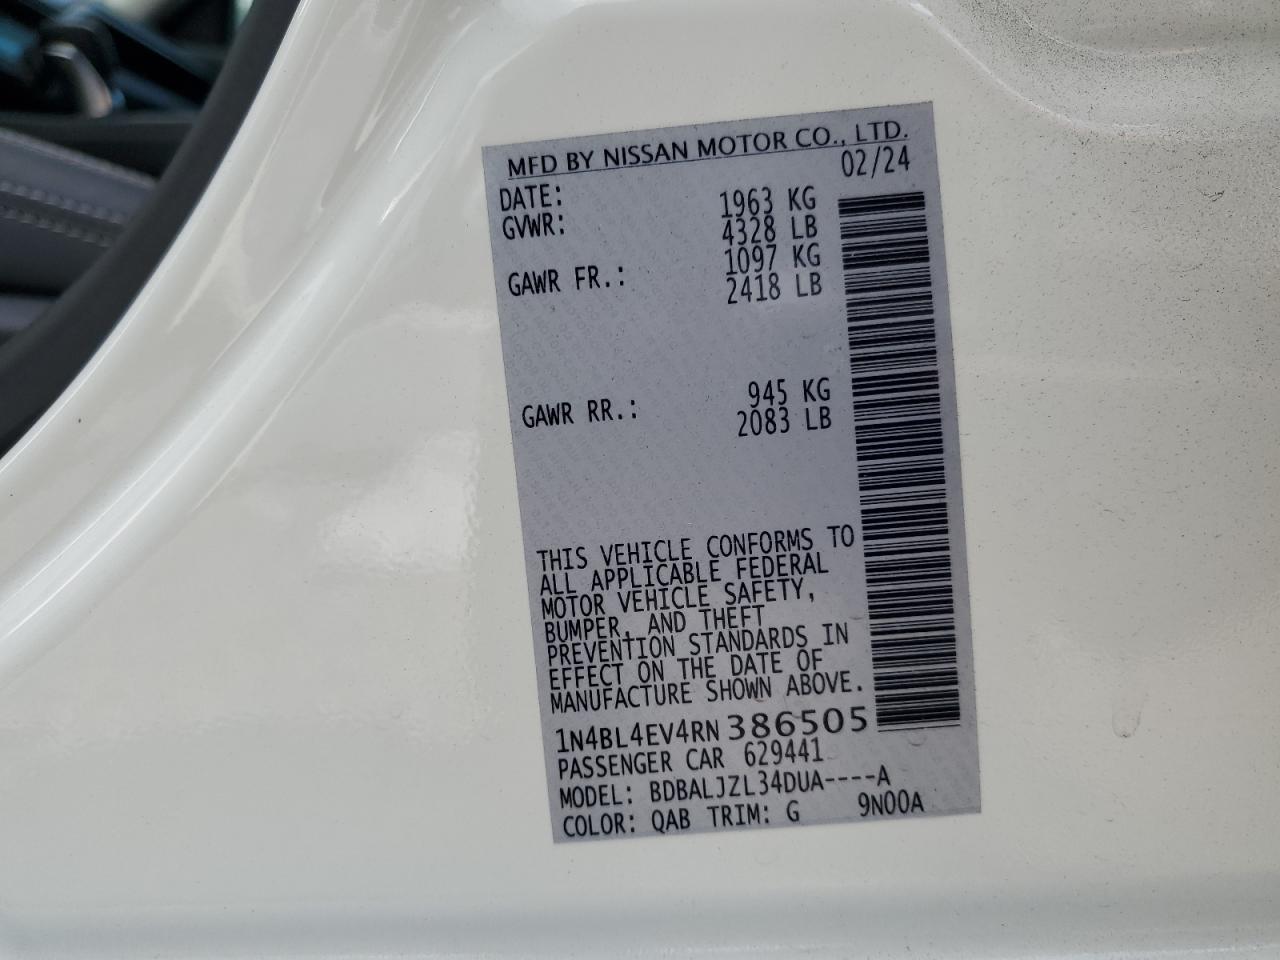 MFD BY NISSAN MOTOR CO., LTD.
DATE: 02/24
GVWR: 1963 KG
4328 LB
GAWR FR.: 1097 KG
2418 LB
GAWR RR.: 945 KG
2083 LB
THIS VEHICLE CONFORMS TO
ALL APPLICABLE FEDERAL
MOTOR VEHICLE SAFETY,
BUMPER, AND THEFT
PREVENTION STANDARDS IN
EFFECT ON THE DATE OF
MANUFACTURE SHOWN ABOVE.
1N4BL4EV4RN386505
PASSENGER CAR 629441
MODEL: BDBALJZL34DUA----A
COLOR: QAB TRIM: G 9N00A